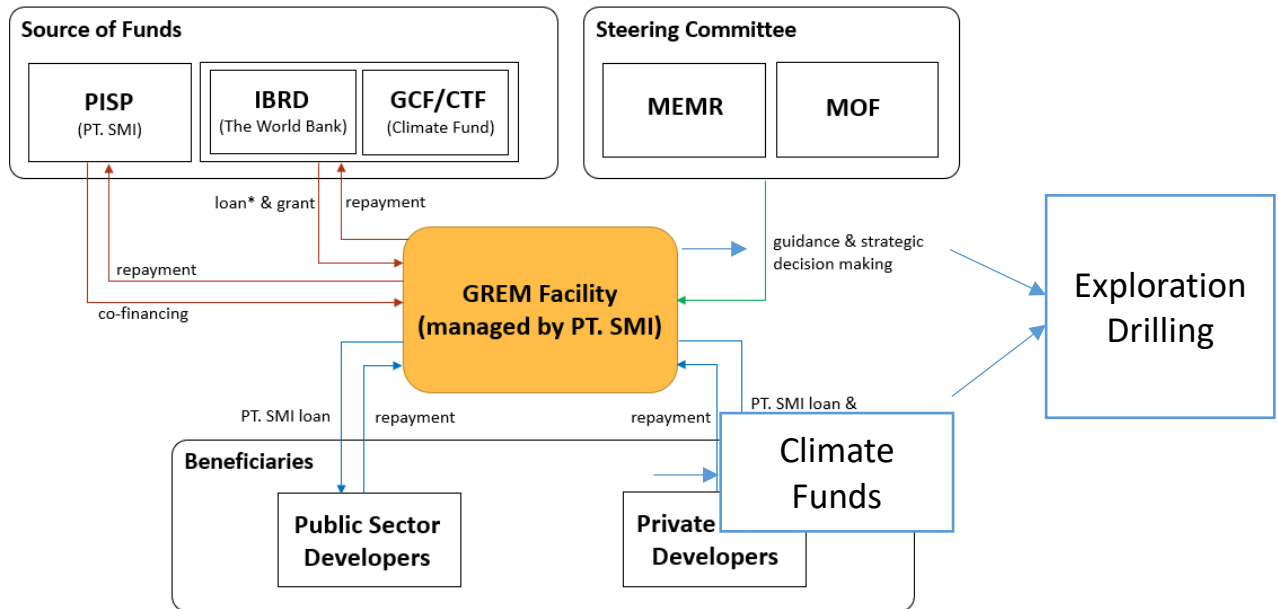 Source of Funds
PISP
(PT. SMI)
IBRD
(The World Bank)
GCF/CTF
(Climate Fund)
Steering Committee
MEMR
MOF
loan* & grant
repayment
repayment
co-financing
guidance & strategic
decision making
GREM Facility
(managed by PT. SMI)
Exploration
Drilling
PT. SMI loan
repayment
repayment
PT. SMI loan &
Climate
Funds
Beneficiaries
Public Sector
Developers
Private
Developers